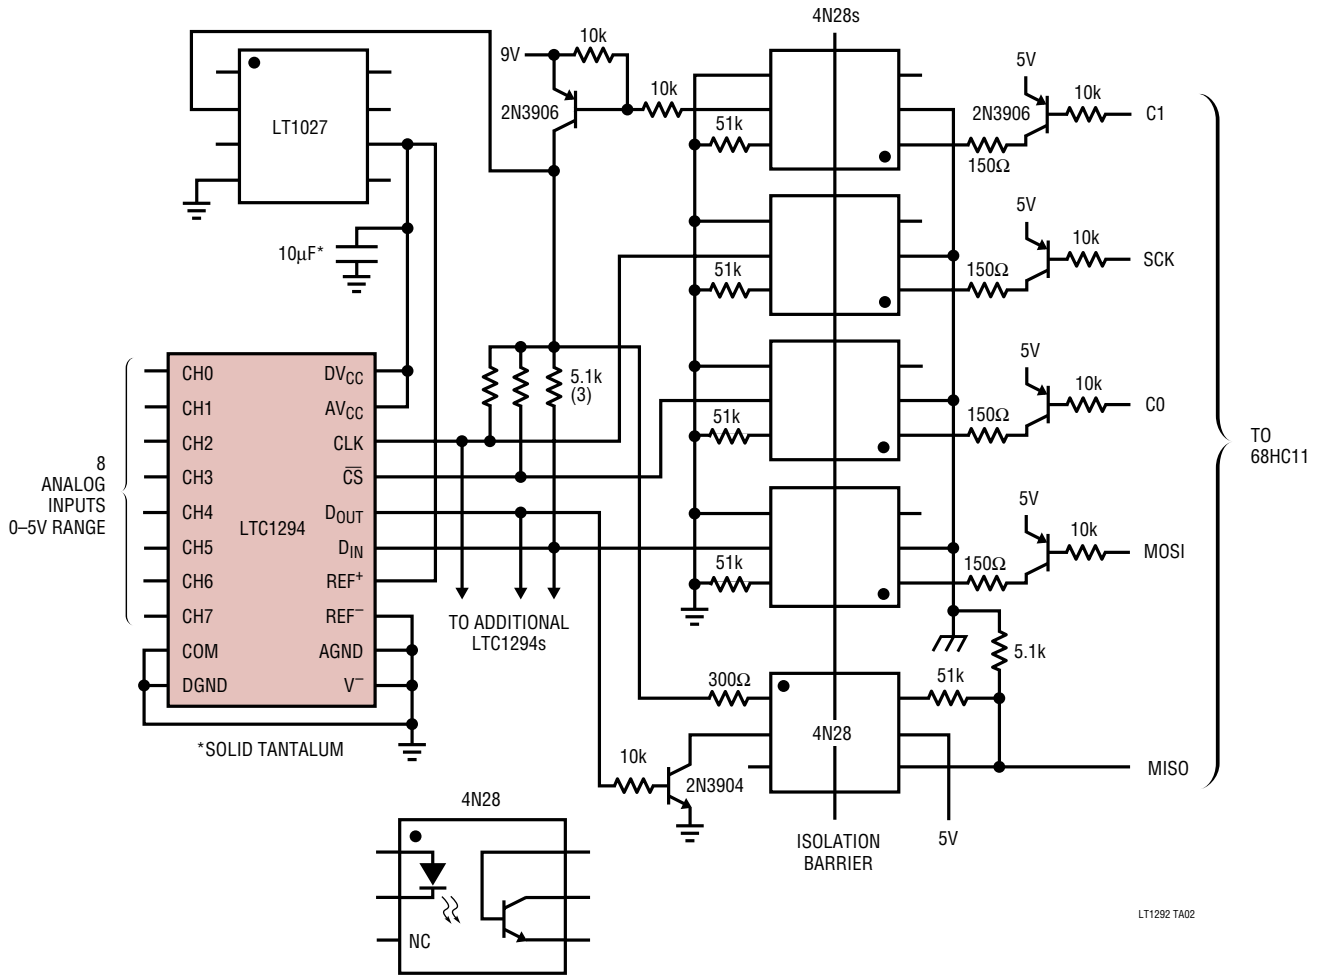 4N28s
10k
9V
5V
10k
10k
2N3906
2N3906
C1
LT1027
51k
150Ω
5V
10k
10µF*
51k
150Ω
SCK
5V
10k
5.1k
(3)
51k
150Ω
C0
CH0
CH1
CH2
CH3
CH4
CH5
CH6
CH7
COM
DGND
LTC1294
DVCC
AVCC
CLK
C̅S̅
DOUT
DIN
REF+
REF–
AGND
V–
8
ANALOG
INPUTS
0–5V RANGE
TO
68HC11
5V
10k
51k
150Ω
MOSI
TO ADDITIONAL
LTC1294s
5.1k
300Ω
51k
4N28
*SOLID TANTALUM
10k
2N3904
MISO
4N28
5V
ISOLATION
BARRIER
NC
LT1292 TA02